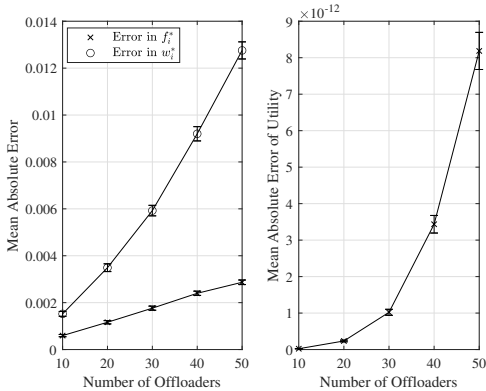 ×10⁻¹²
0.014
0.012
0.01
0.008
0.006
0.004
0.002
0
Mean Absolute Error
Error in f_i^*
Error in w_i^*
10 20 30 40 50
Number of Offloaders
9
8
7
6
5
4
3
2
1
0
Mean Absolute Error of Utility
10 20 30 40 50
Number of Offloaders